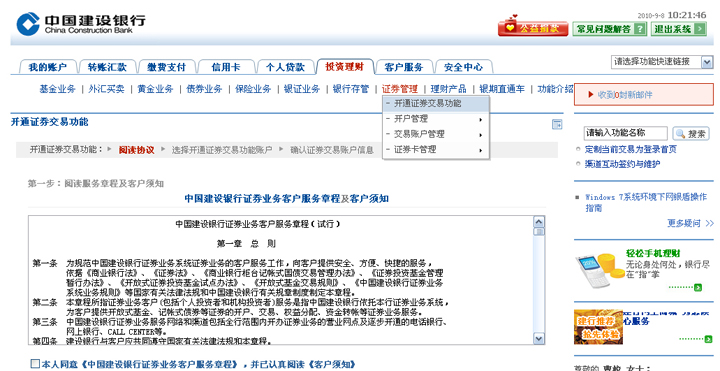 中国建设银行
China Construction Bank
2010-9-8 10:21:46
公益捐款 常见问题解答 ? 退出系统
我的账户 转账汇款 缴费支付 信用卡 个人贷款 投资理财 客户服务 安全中心
请选择功能快速链接
基金业务 外汇买卖 黄金业务 债券业务 保险业务 银证业务 银行存管 证券管理 理财产品 银期直通车 功能介绍
开通证券交易功能
开户管理
交易账户管理
证券卡管理
收到0封新邮件
开通证券交易功能
开通证券交易功能： 阅读协议 选择开通证券交易功能账户 确认证券交易账户信息
请输入功能名称 搜索
定制当前交易为登录首页
渠道互动签约与维护
第一步：阅读服务章程及客户须知
中国建设银行证券业务客户服务章程及客户须知
Windows 7系统环境下网银盾操作指南
更多疑问 >>
中国建设银行证券业务客户服务章程（试行）
第一章 总 则
第一条 为规范中国建设银行证券业务系统证券业务的客户服务工作，向客户提供安全、方便、快捷的服务，
依据《商业银行法》、《证券法》、《商业银行柜台记帐式国债交易管理办法》、《证券投资基金管理
暂行办法》、《开放式证券投资基金试点办法》、《开放式基金交易规则》、《中国建设银行证券业务
系统业务规则》等国家有关法律法规和中国建设银行有关规章制度制定本章程。
第二条 本章程所指证券业务客户(包括个人投资者和机构投资者)服务是指中国建设银行依托本行证券业务系统，
为客户提供开放式基金、记帐式债券等证券的开户、交易、权益分配、资金转帐等证券业务服务。
第三条 中国建设银行证券业务服务网络和渠道包括全行范围内开办证券业务的营业网点及逐步开通的电话银行、
网上银行、CALL CENTER等。
第四条 建设银行与客户应共同遵守国家有关法律法规和本章程。
轻松手机理财
无论身处何处，银行尽在"指"掌
建行推荐
抢先体验
心服务
本人同意《中国建设银行证券业务客户服务章程》，并已认真阅读《客户须知》